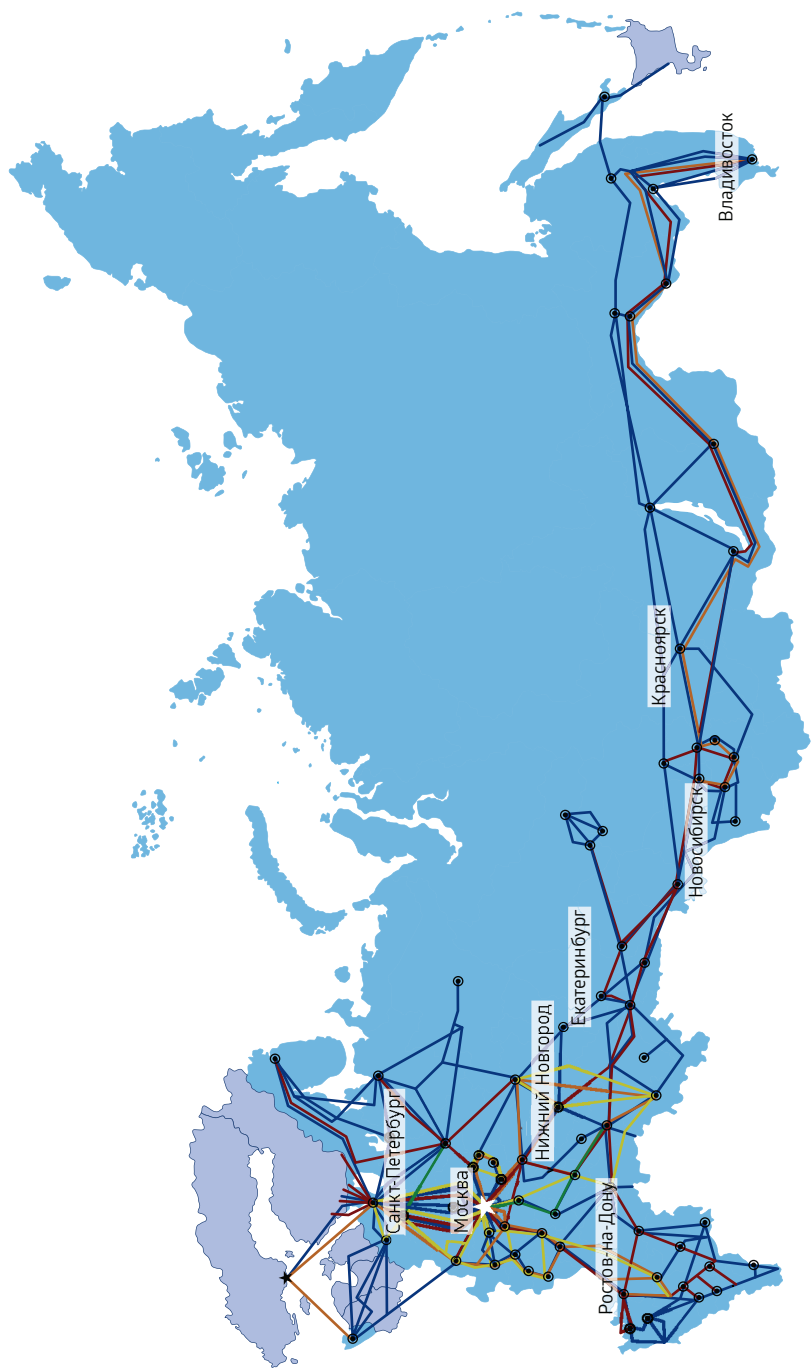 Санкт-Петербург
Москва
Нижний Новгород
Ростов-на-Дону
Екатеринбург
Новосибирск
Красноярск
Владивосток